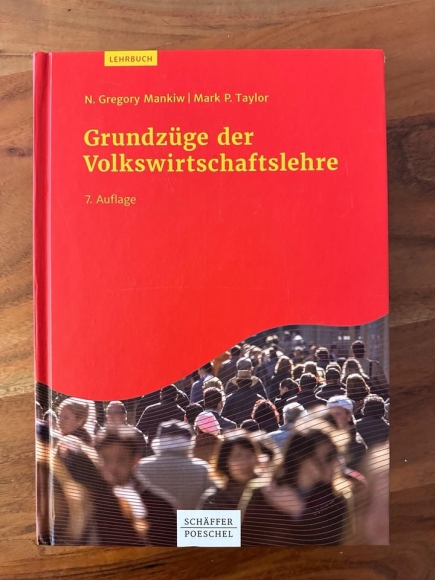 LEHRBUCH
N. Gregory Mankiw | Mark P. Taylor
Grundzüge der
Volkswirtschaftslehre
7. Auflage
SCHÄFFER
POESCHEL